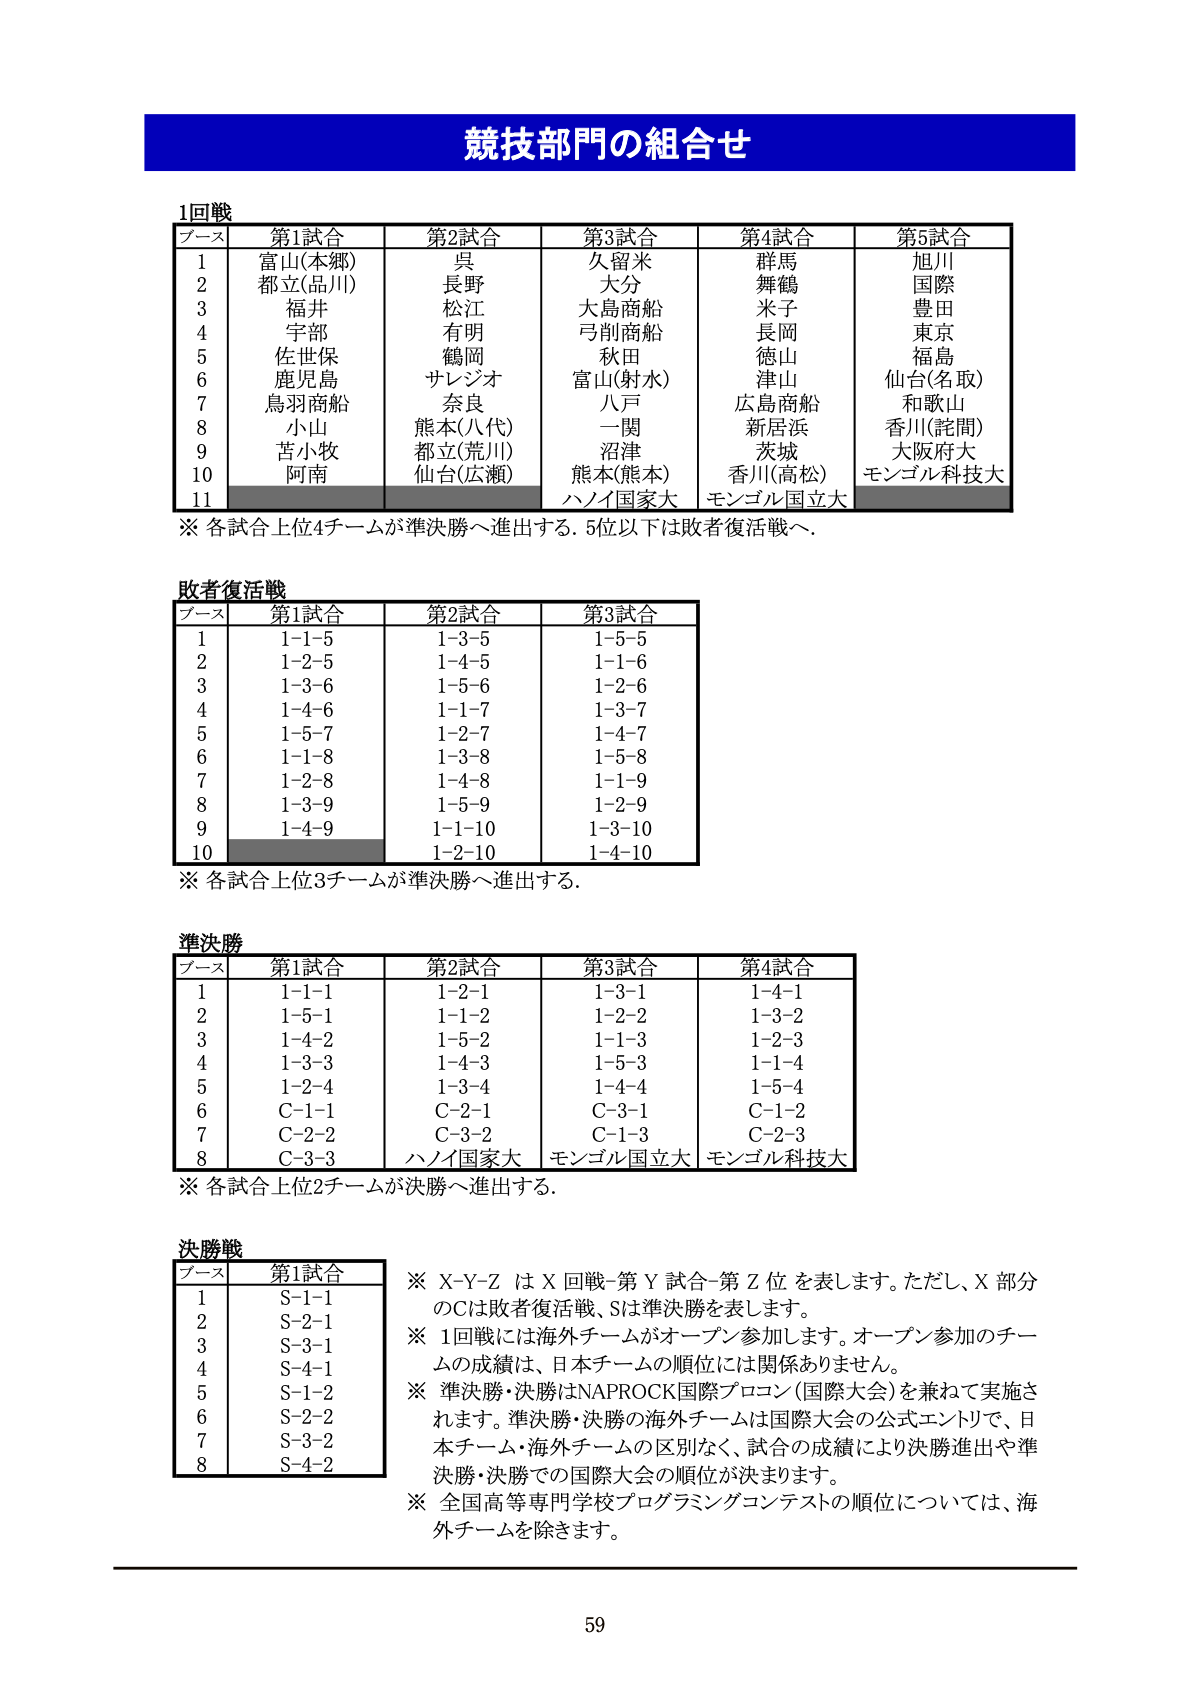 競技部門の組合せ
1回戦
ブース 第1試合 第2試合 第3試合 第4試合 第5試合
1 富山(本郷) 呉 久留米 群馬 旭川
2 都立(品川) 長野 大分 舞鶴 国際
3 福井 松江 大島商船 米子 豊田
4 宇部 有明 弓削商船 長岡 東京
5 佐世保 鶴岡 秋田 徳山 福島
6 鹿児島 サレジオ 富山(射水) 津山 仙台(名取)
7 鳥羽商船 奈良 八戸 広島商船 和歌山
8 小山 熊本(八代) 一関 新居浜 香川(詫間)
9 苫小牧 都立(荒川) 沼津 茨城 大阪府大
10 阿南 仙台(広瀬) 熊本(熊本) 香川(高松) モンゴル科技大
11 ハノイ国家大 モンゴル国立大
※ 各試合上位4チームが準決勝へ進出する. 5位以下は敗者復活戦へ.
敗者復活戦
ブース 第1試合 第2試合 第3試合
1 1-1-5 1-3-5 1-5-5
2 1-2-5 1-4-5 1-1-6
3 1-3-6 1-5-6 1-2-6
4 1-4-6 1-1-7 1-3-7
5 1-5-7 1-2-7 1-4-7
6 1-1-8 1-3-8 1-5-8
7 1-2-8 1-4-8 1-1-9
8 1-3-9 1-5-9 1-2-9
9 1-4-9 1-1-10 1-3-10
10 1-2-10 1-4-10
※ 各試合上位3チームが準決勝へ進出する.
準決勝
ブース 第1試合 第2試合 第3試合 第4試合
1 1-1-1 1-2-1 1-3-1 1-4-1
2 1-5-1 1-1-2 1-2-2 1-3-2
3 1-4-2 1-5-2 1-1-3 1-2-3
4 1-3-3 1-4-3 1-5-3 1-1-4
5 1-2-4 1-3-4 1-4-4 1-5-4
6 C-1-1 C-2-1 C-3-1 C-1-2
7 C-2-2 C-3-2 C-1-3 C-2-3
8 C-3-3 ハノイ国家大 モンゴル国立大 モンゴル科技大
※ 各試合上位2チームが決勝へ進出する.
決勝戦
ブース 第1試合
1 S-1-1
2 S-2-1
3 S-3-1
4 S-4-1
5 S-1-2
6 S-2-2
7 S-3-2
8 S-4-2
※ X-Y-Z は X 回戦-第 Y 試合-第 Z 位 を表します。ただし、X 部分
のCは敗者復活戦、Sは準決勝を表します。
※ 1回戦には海外チームがオープン参加します。オープン参加のチー
ムの成績は、日本チームの順位には関係ありません。
※ 準決勝・決勝はNAPROCK国際プロコン（国際大会）を兼ねて実施さ
れます。準決勝・決勝の海外チームは国際大会の公式エントリで、日
本チーム・海外チームの区別なく、試合の成績により決勝進出や準
決勝・決勝での国際大会の順位が決まります。
※ 全国高等専門学校プログラミングコンテストの順位については、海
外チームを除きます。
59